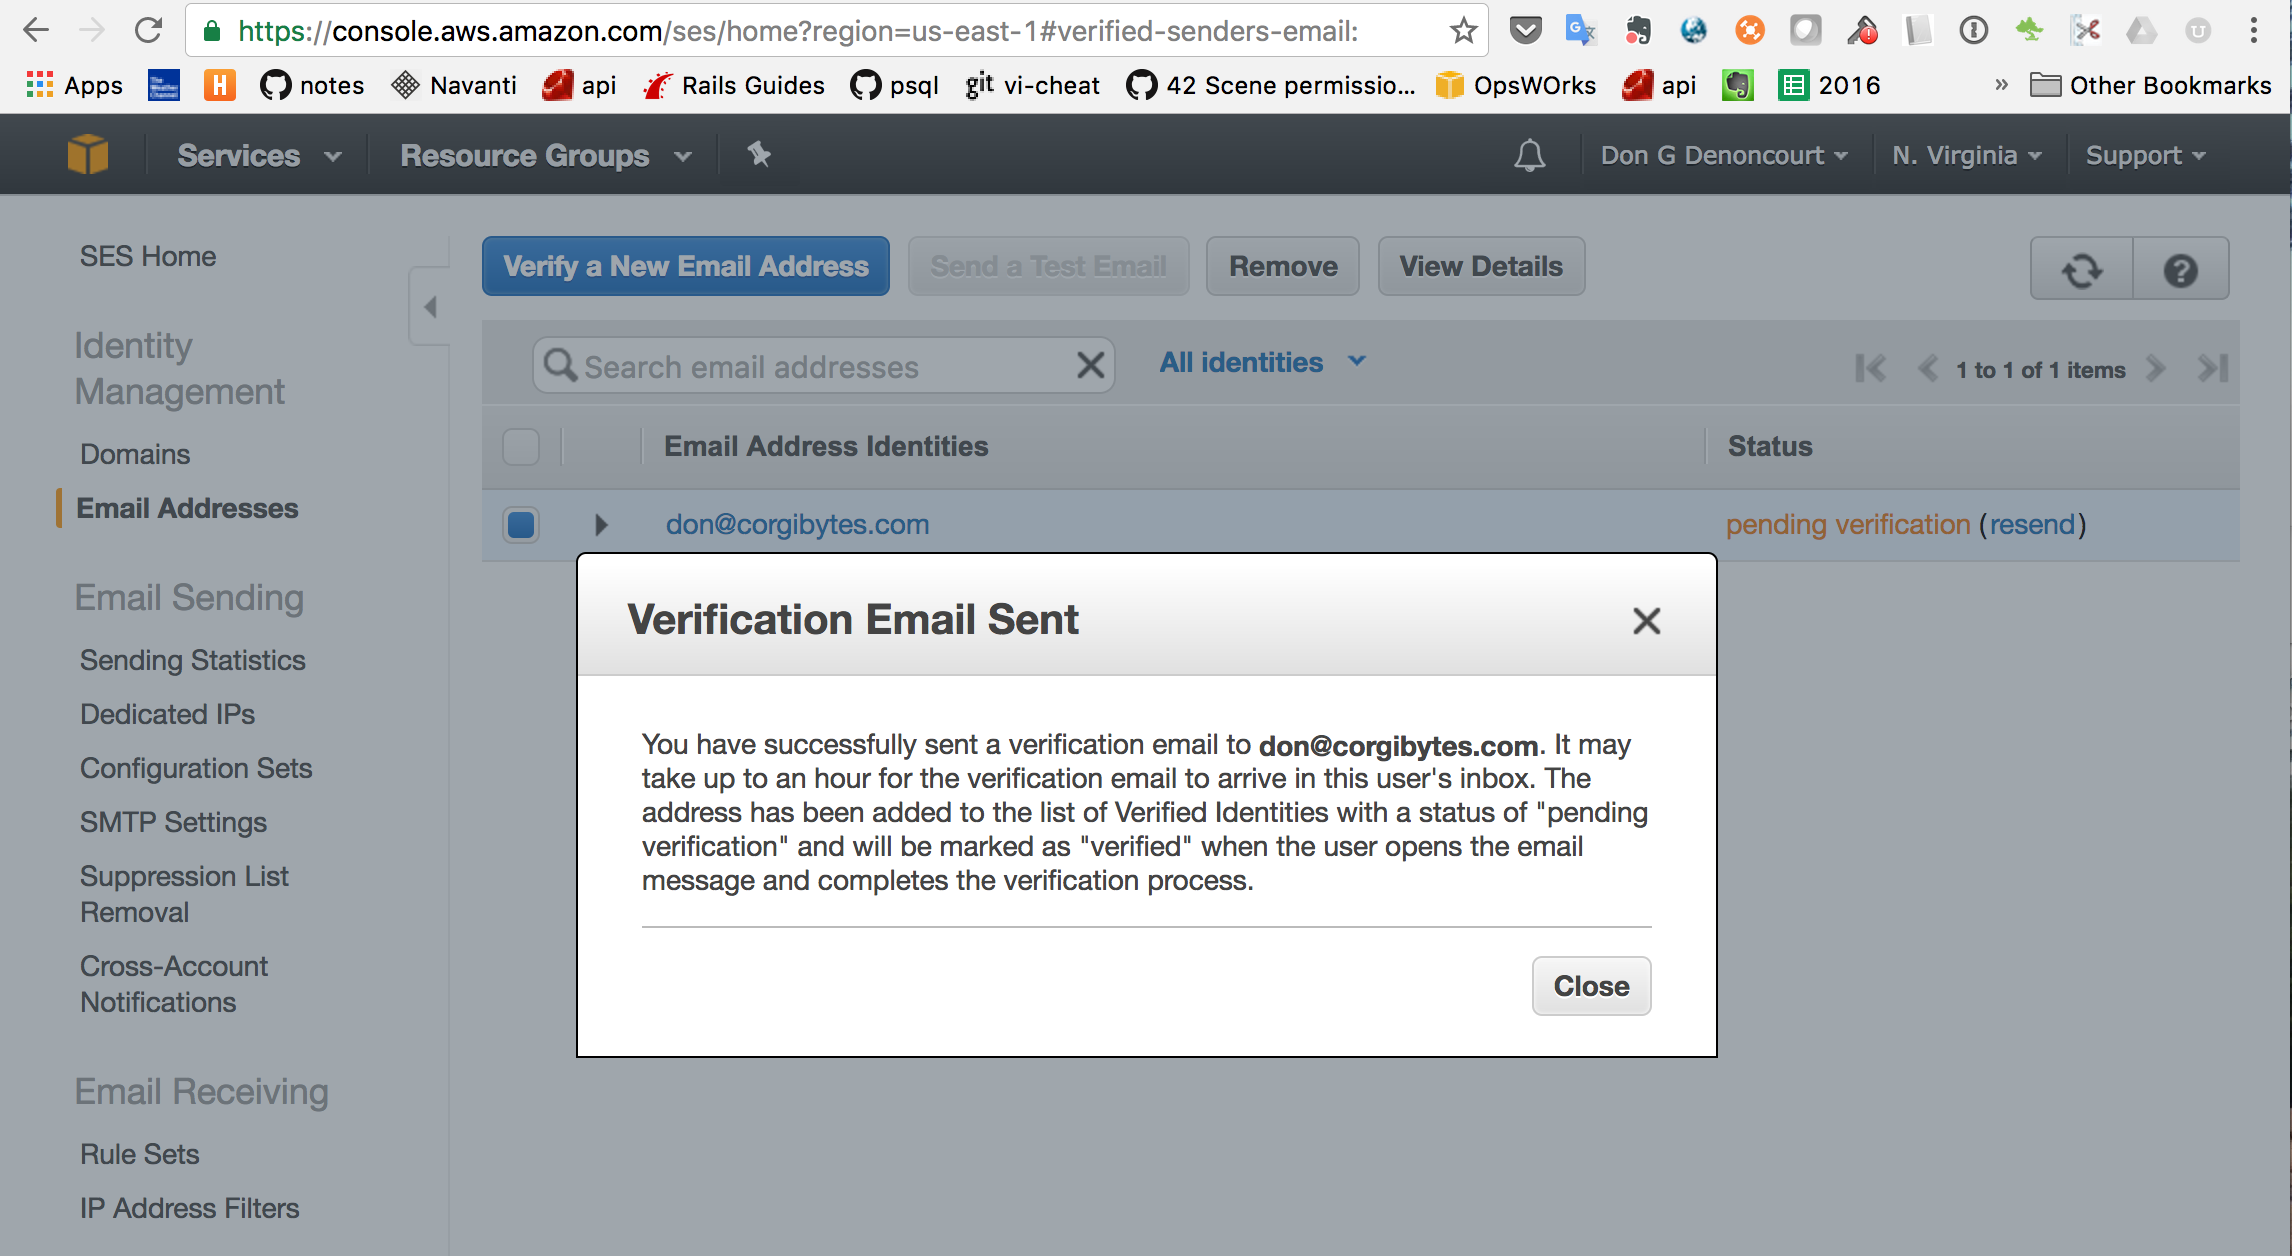 https://console.aws.amazon.com/ses/home?region=us-east-1#verified-senders-email:
Apps
H
notes
Navanti
api
Rails Guides
psql
git vi-cheat
42 Scene permissio...
OpsWOrks
api
2016
»
Other Bookmarks
Services
Resource Groups
Don G Denoncourt
N. Virginia
Support
SES Home
Identity
Management
Domains
Email Addresses
Email Sending
Sending Statistics
Dedicated IPs
Configuration Sets
SMTP Settings
Suppression List
Removal
Cross-Account
Notifications
Email Receiving
Rule Sets
IP Address Filters
Verify a New Email Address
Send a Test Email
Remove
View Details
Search email addresses
All identities
1 to 1 of 1 items
Email Address Identities
Status
don@corgibytes.com
pending verification (resend)
Verification Email Sent
You have successfully sent a verification email to don@corgibytes.com. It may
take up to an hour for the verification email to arrive in this user's inbox. The
address has been added to the list of Verified Identities with a status of "pending
verification" and will be marked as "verified" when the user opens the email
message and completes the verification process.
Close